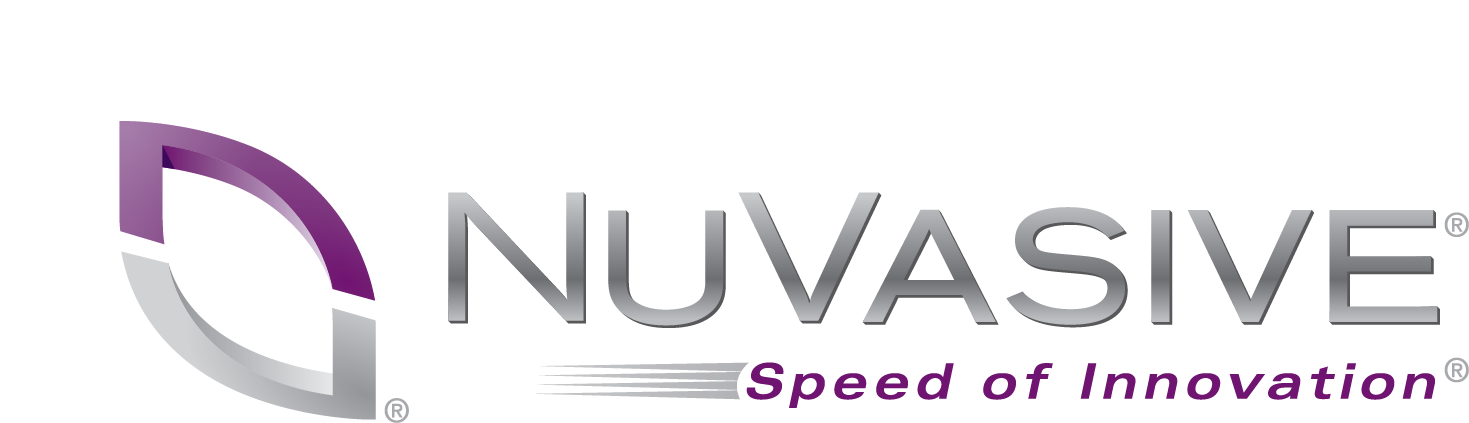 NUVASIVE®
Speed of Innovation®
®